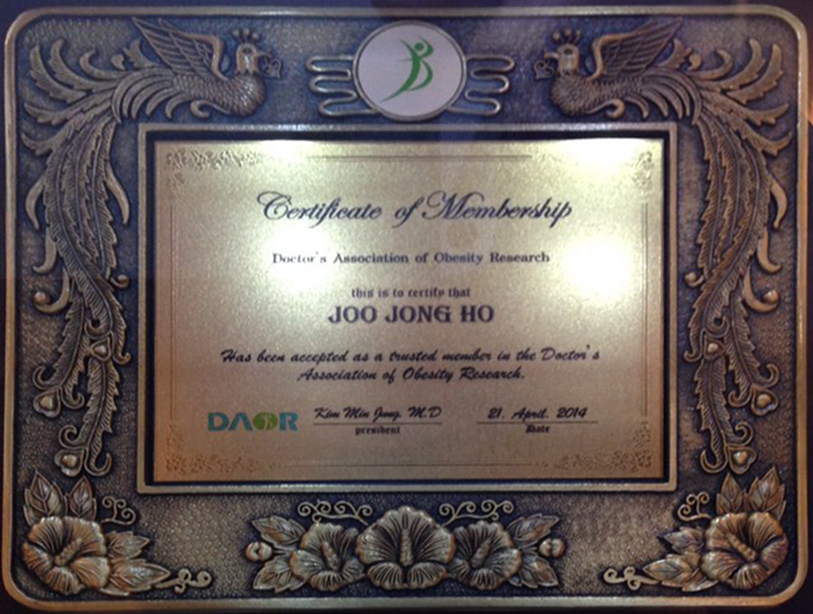 Certificate of Membership
Doctor's Association of Obesity Research
this is to certify that
JOO JONG HO
Has been accepted as a trusted member in the Doctor's
Association of Obesity Research.
DAOR
Kim Min Jung. M.D
21. April. 2014
president
Date